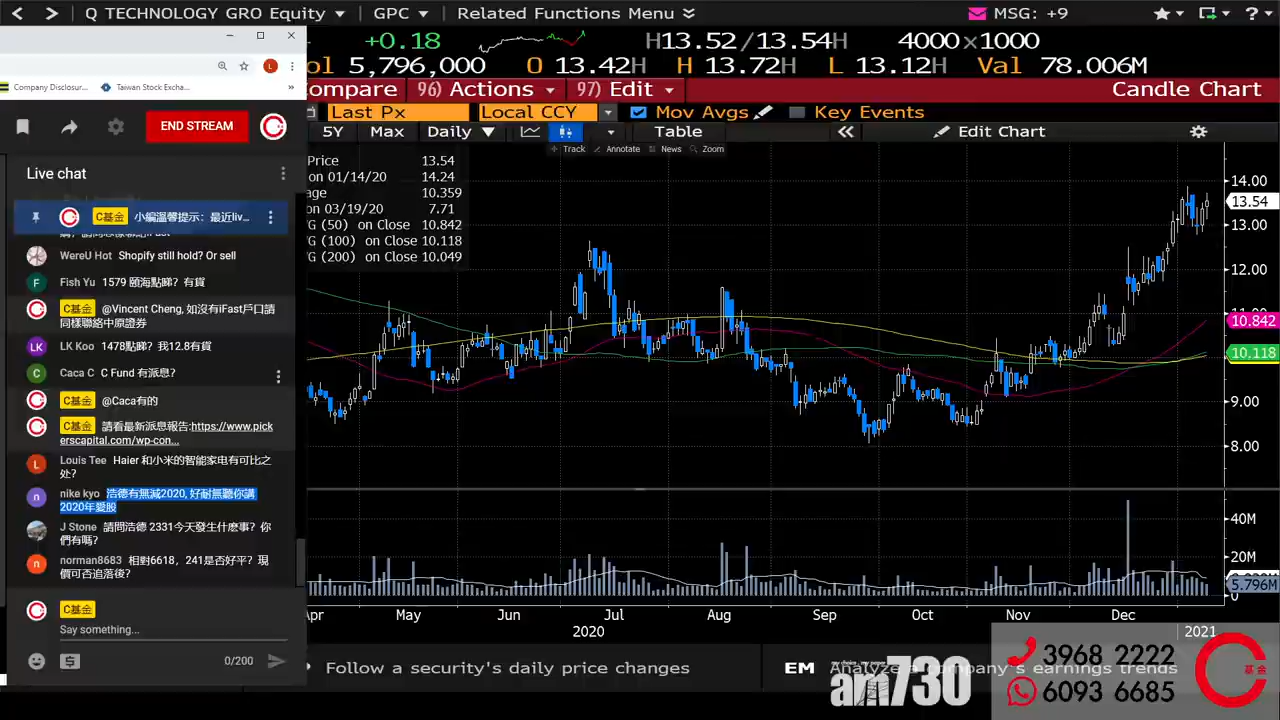 Q TECHNOLOGY GRO Equity GPC Related Functions Menu MSG: +9
+0.18 H13.52/13.54H 4000×1000
ol 5,796,000 O 13.42H H 13.72H L 13.12H Val 78.006M
ompare 96) Actions 97) Edit Candle Chart
Last Px Local CCY Mov Avgs Key Events
5Y Max Daily Table Edit Chart
Track Annotate News Zoom
Price 13.54
on 01/14/20 14.24
age 10.359
on 03/19/20 7.71
G (50) on Close 10.842
G (100) on Close 10.118
G (200) on Close 10.049
Company Disclosur... Taiwan Stock Excha...
END STREAM
Live chat
C基金 小編溫馨提示: 最近liv...
WereU Hot Shopify still hold? Or sell
Fish Yu 1579 頤海點睇? 有貨
C基金 @Vincent Cheng, 如沒有iFast戶口請
同樣聯絡中原證券
LK Koo 1478點睇? 我12.8有貨
Caca C C Fund 有派息?
C基金 @Caca有的
C基金 請看最新派息報告:https://www.pick
erscapital.com/wp-con...
Louis Tee Haier 和小米的智能家电有可比之
处?
nike kyo 浩德有無減2020, 好耐無聽你講
2020年愛股
J Stone 請問浩德 2331今天發生什麽事? 你
們有嗎?
norman8683 相對6618, 241是否好平? 現
價可否追落後?
C基金
Say something...
0/200
14.00
13.54
13.00
12.00
10.842
10.118
9.00
8.00
40M
20M
5.796M
0
Apr May Jun Jul Aug Sep Oct Nov Dec
2020 2021
Follow a security's daily price changes EM Analyze a company's earnings trends
am730
3968 2222
6093 6685
基金